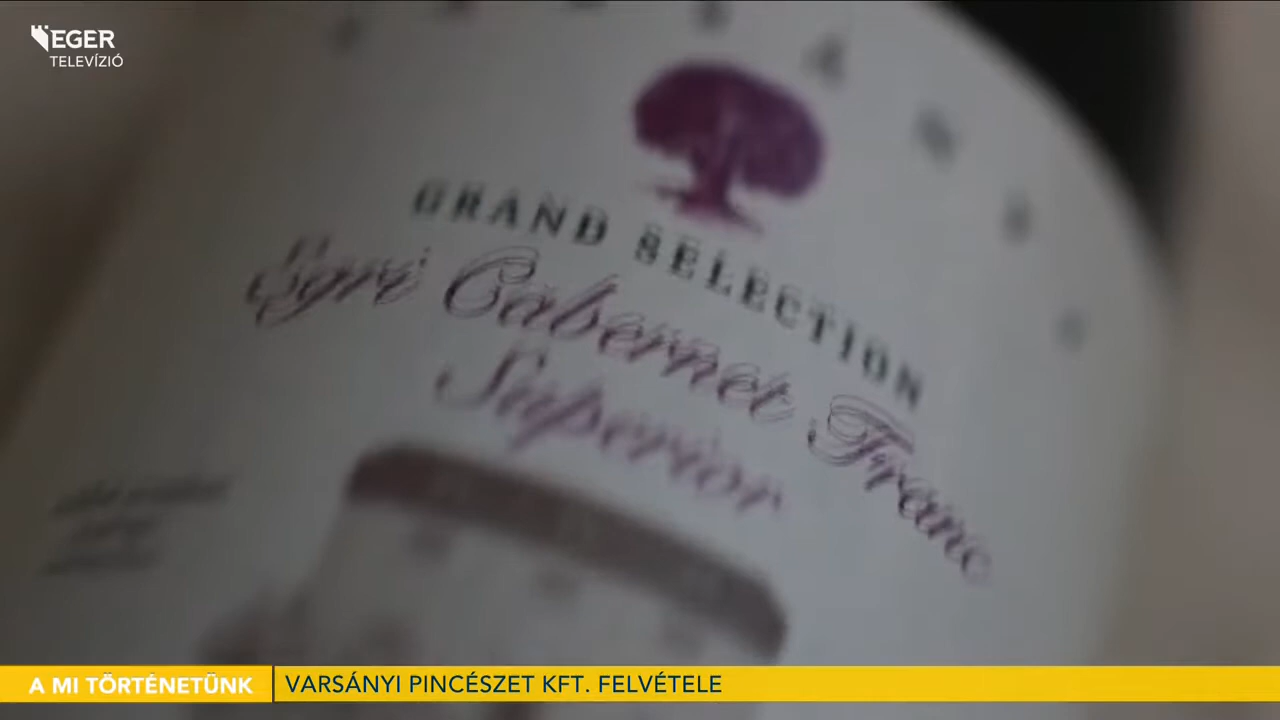 EGER
TELEVÍZIÓ
GRAND SELECTION
Egri Cabernet Franc
Superior
A MI TÖRTÉNETÜNK
VARSÁNYI PINCÉSZET KFT. FELVÉTELE